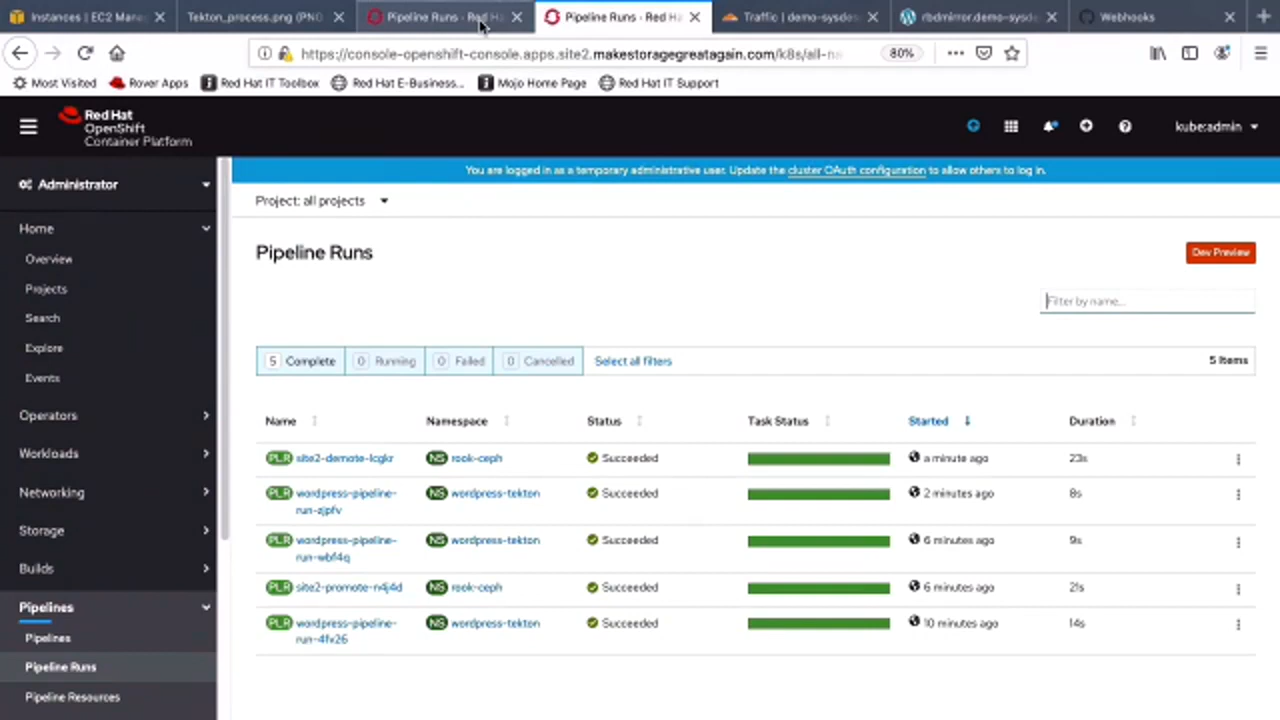 Instances | EC2 Mana
Tekton_process.png (PNG
Pipeline Runs · Red Ha
Pipeline Runs · Red Ha
Traffic | demo-sysdes
rbdmirror.demo-sysd
Webhooks
https://console-openshift-console.apps.site2.makestoragegreatagain.com/k8s/all-na
80%
Most Visited
Rover Apps
Red Hat IT Toolbox
Red Hat E-Business...
Mojo Home Page
Red Hat IT Support
Red Hat
OpenShift
Container Platform
kube:admin
You are logged in as a temporary administrative user. Update the cluster OAuth configuration to allow others to log in.
Administrator
Home
Overview
Projects
Search
Explore
Events
Operators
Workloads
Networking
Storage
Builds
Pipelines
Pipelines
Pipeline Runs
Pipeline Resources
Project: all projects
Pipeline Runs
Dev Preview
Filter by name...
5 Complete
0 Running
0 Failed
0 Cancelled
Select all filters
5 Items
Name
Namespace
Status
Task Status
Started
Duration
PLR site2-demote-lcgkr NS rook-ceph Succeeded a minute ago 23s
PLR wordpress-pipeline- NS wordpress-tekton Succeeded 2 minutes ago 8s
run-zjpfv
PLR wordpress-pipeline- NS wordpress-tekton Succeeded 6 minutes ago 9s
run-wbf4q
PLR site2-promote-n4j4d NS rook-ceph Succeeded 6 minutes ago 21s
PLR wordpress-pipeline- NS wordpress-tekton Succeeded 10 minutes ago 14s
run-4fx26